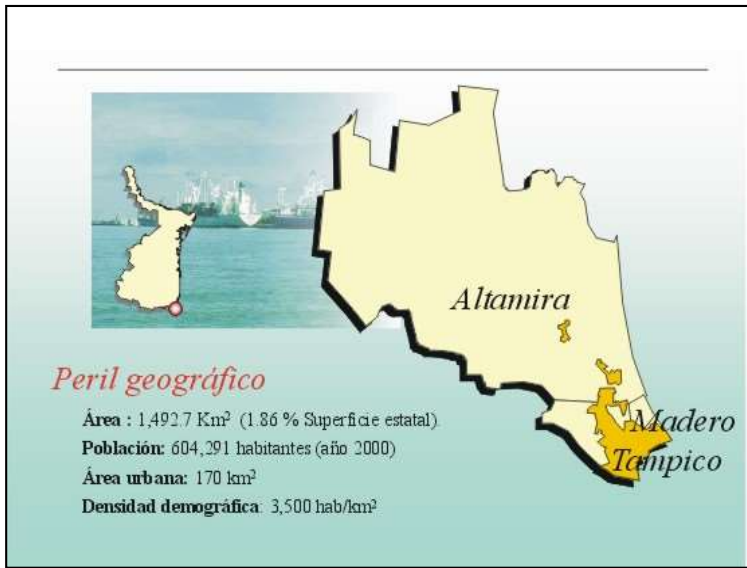 Altamira
Madero
Tampico
Peril geográfico
Área : 1,492.7 Km² (1.86 % Superficie estatal).
Población: 604,291 habitantes (año 2000)
Área urbana: 170 km²
Densidad demográfica: 3,500 hab/km²